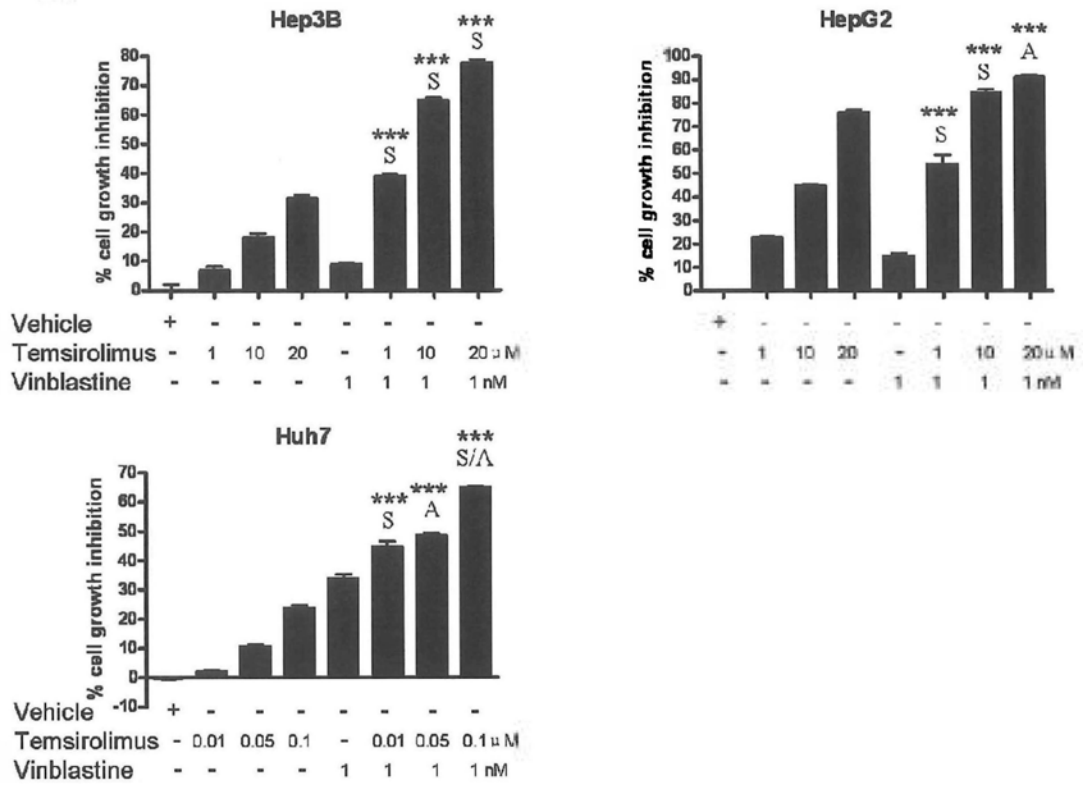 Hep3B
***
S
***
S
***
S
% cell growth inhibition
80
70
60
50
40
30
20
10
0
Vehicle + - - - - - - -
Temsirolimus - 1 10 20 - 1 10 20 μ M
Vinblastine - - - - 1 1 1 1 nM
HepG2
***
S
***
S
***
A
% cell growth inhibition
100
90
80
70
60
50
40
30
20
10
0
+ - - - - - - -
- 1 10 20 - 1 10 20 μ M
- - - - 1 1 1 1 nM
Huh7
***
S
***
A
***
S/A
% cell growth inhibition
70
60
50
40
30
20
10
0
-10
Vehicle + - - - - - - -
Temsirolimus - 0.01 0.05 0.1 - 0.01 0.05 0.1 μ M
Vinblastine - - - - 1 1 1 1 nM